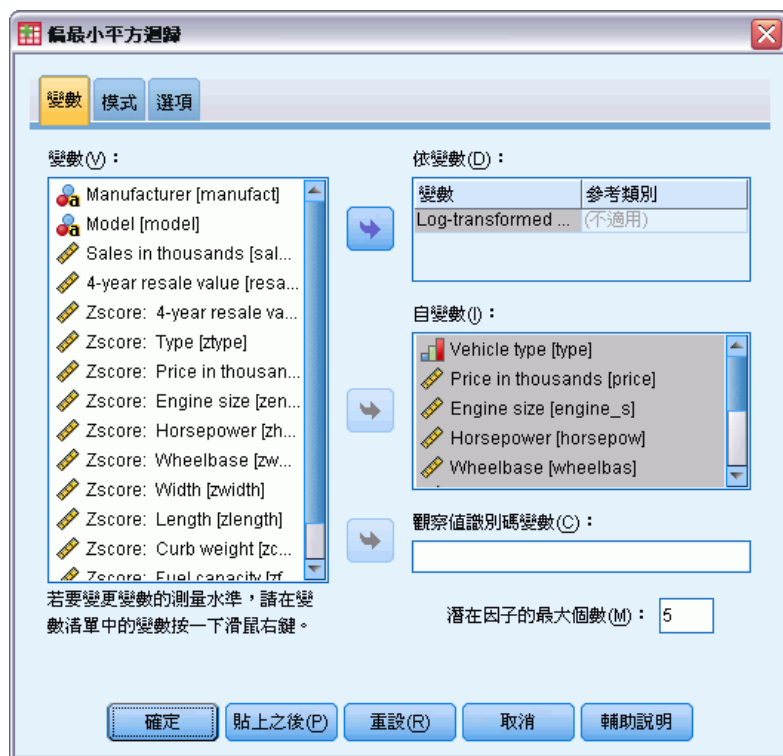 偏最小平方迴歸
變數 模式 選項
變數(V)：
Manufacturer [manufact]
Model [model]
Sales in thousands [sal...
4-year resale value [resa...
Zscore: 4-year resale va...
Zscore: Type [ztype]
Zscore: Price in thousan...
Zscore: Engine size [zen...
Zscore: Horsepower [zh...
Zscore: Wheelbase [zw...
Zscore: Width [zwidth]
Zscore: Length [zlength]
Zscore: Curb weight [zc...
Zscore: Fuel capacity [zf...
若要變更變數的測量水準，請在變
數清單中的變數按一下滑鼠右鍵。
依變數(D)：
變數 參考類別
Log-transformed ... (不適用)
自變數(I)：
Vehicle type [type]
Price in thousands [price]
Engine size [engine_s]
Horsepower [horsepow]
Wheelbase [wheelbas]
觀察值識別碼變數(C)：
潛在因子的最大個數(M)： 5
確定 貼上之後(P) 重設(R) 取消 輔助說明